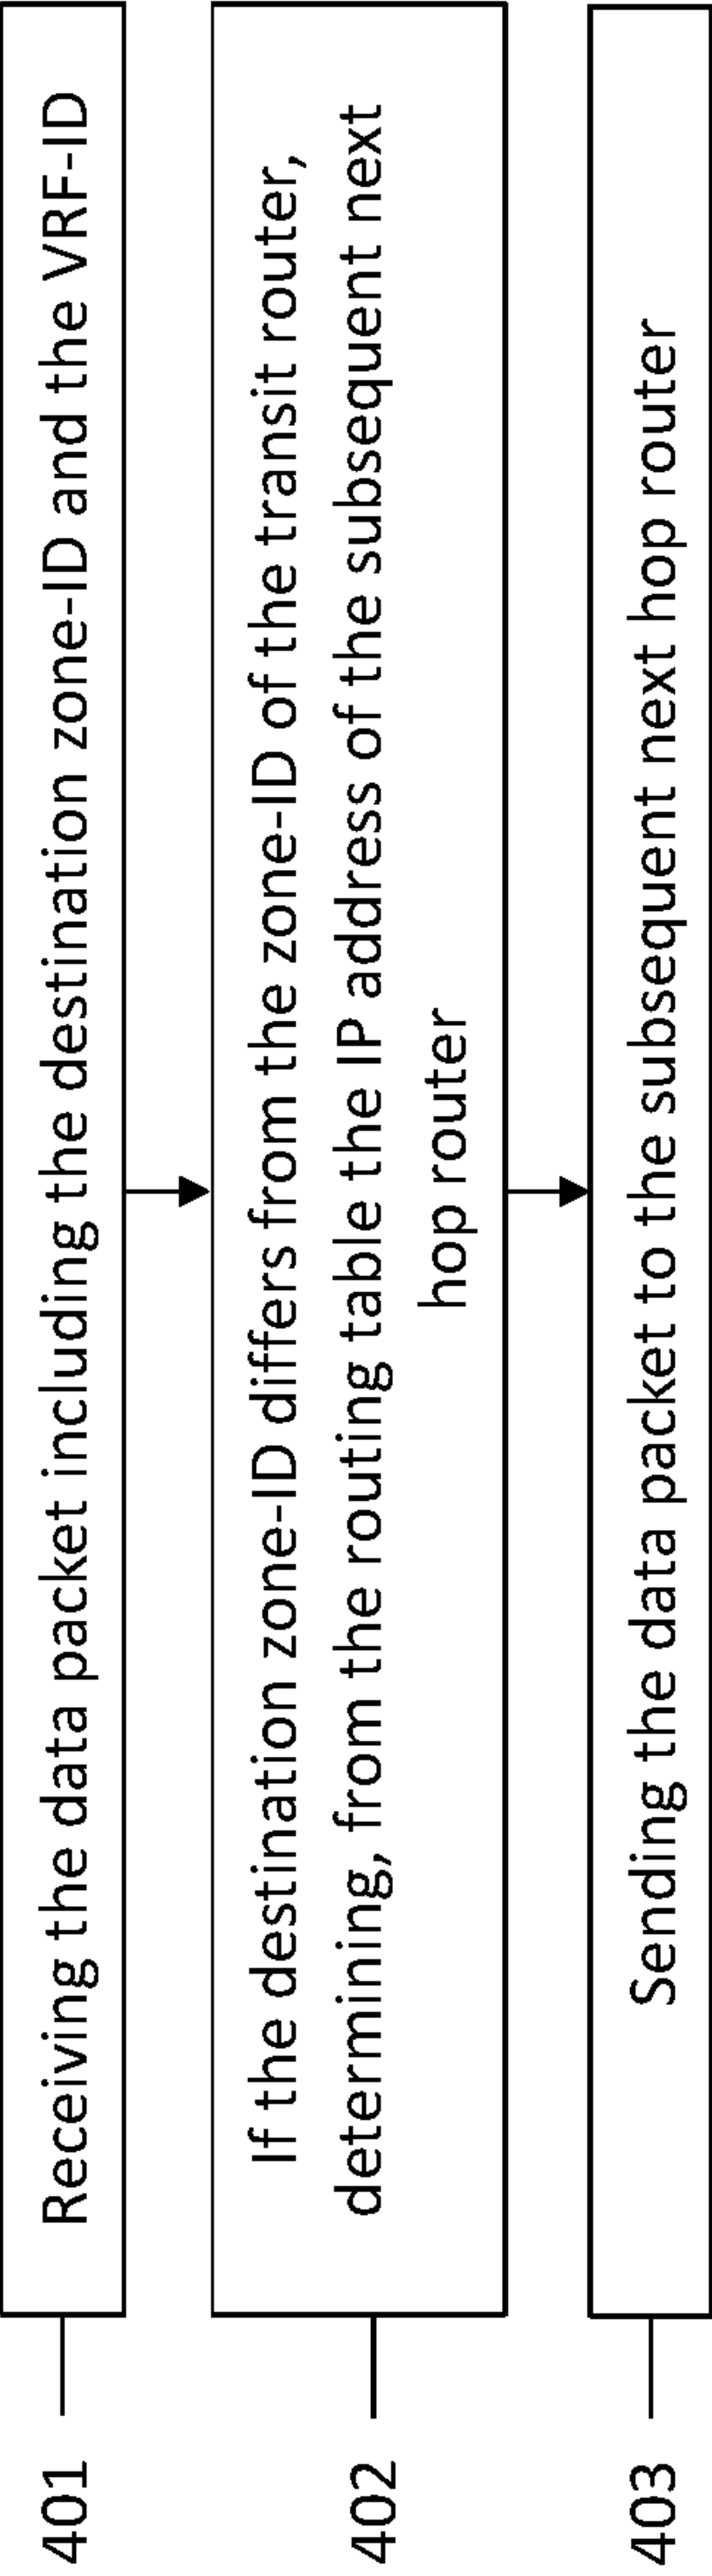 401
Receiving the data packet including the destination zone-ID and the VRF-ID
402
If the destination zone-ID differs from the zone-ID of the transit router,
determining, from the routing table the IP address of the subsequent next
hop router
403
Sending the data packet to the subsequent next hop router